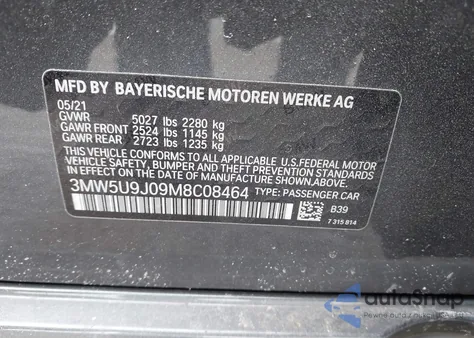 MFD BY BAYERISCHE MOTOREN WERKE AG
05/21
GVWR 5027 lbs 2280 kg
GAWR FRONT 2524 lbs 1145 kg
GAWR REAR 2723 lbs 1235 kg
THIS VEHICLE CONFORMS TO ALL APPLICABLE U.S.FEDERAL MOTOR
VEHICLE SAFETY, BUMPER AND THEFT PREVENTION STANDARDS
IN EFFECT ON THE DATE OF MANUFACTURE SHOWN ABOVE.
3MW5U9J09M8C08464 TYPE: PASSENGER CAR
B39
7 315 814
autoSnap